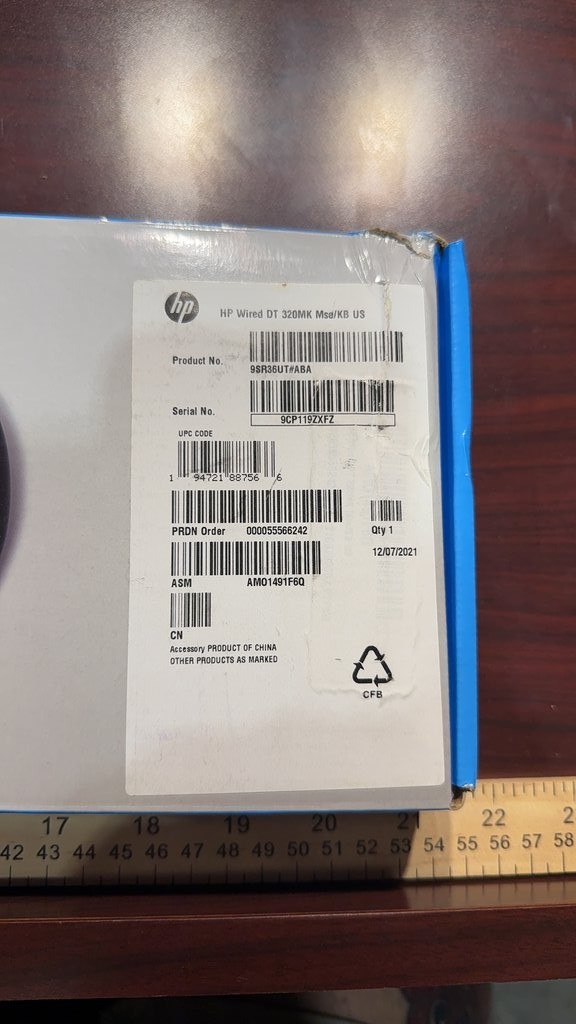 hp
HP Wired DT 320MK Msd/KB US
Product No.
9SR36UT#ABA
Serial No.
9CP119ZXFZ
UPC CODE
1 94721 88756 6
PRDN Order 000055566242
Qty 1
12/07/2021
ASM AMO1491F6Q
CN
Accessory PRODUCT OF CHINA
OTHER PRODUCTS AS MARKED
CFB
17 18 19 20 21 22
42 43 44 45 46 47 48 49 50 51 52 53 54 55 56 57 58